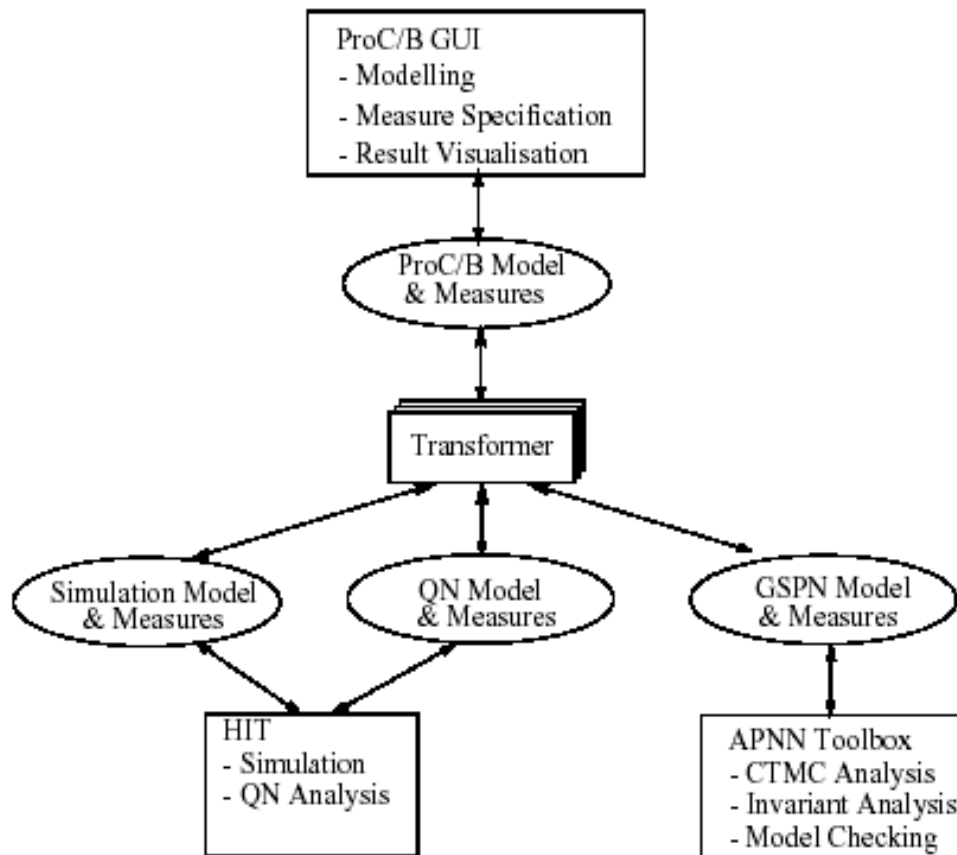 ProC/B GUI
- Modelling
- Measure Specification
- Result Visualisation
ProC/B Model
& Measures
Transformer
Simulation Model
& Measures
QN Model
& Measures
GSPN Model
& Measures
HIT
- Simulation
- QN Analysis
APNN Toolbox
- CTMC Analysis
- Invariant Analysis
- Model Checking